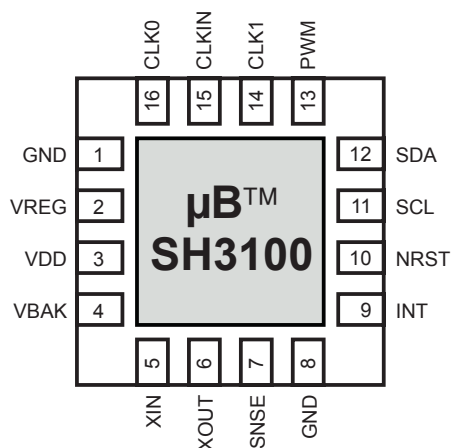 CLK0
CLKIN
CLK1
PWM
16
15
14
13
GND 1
12 SDA
VREG 2
11 SCL
VDD 3
10 NRST
VBAK 4
9 INT
µB™
SH3100
5
6
7
8
XIN
XOUT
SNSE
GND